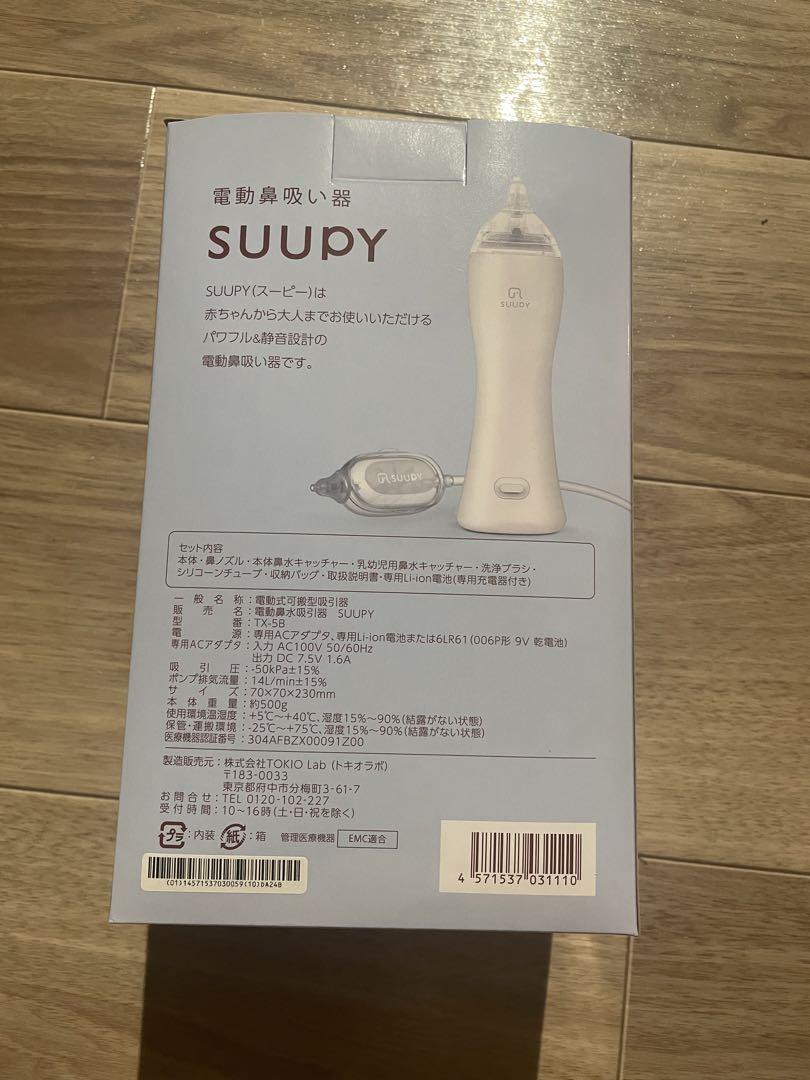 電動鼻吸い器
SUUPY
SUUPY(スーピー)は
赤ちゃんから大人までお使いいただける
パワフル&静音設計の
電動鼻吸い器です。
SUUPY
SUUPY
セット内容
本体・鼻ノズル・本体鼻水キャッチャー・乳幼児用鼻水キャッチャー・洗浄ブラシ・
シリコーンチューブ・収納バッグ・取扱説明書・専用Li-ion電池(専用充電器付き)
一般名称:電動式可搬型吸引器
販売名:電動鼻水吸引器 SUUPY
型番:TX-5B
電源:専用ACアダプタ、専用Li-ion電池または6LR61(006P形 9V 乾電池)
専用ACアダプタ:入力 AC100V 50/60Hz
出力 DC 7.5V 1.6A
吸引圧:-50kPa±15%
ポンプ排気流量:14L/min±15%
サイズ:70×70×230mm
本体重量:約500g
使用環境温湿度:+5℃~+40℃、湿度15%~90%(結露がない状態)
保管・運搬環境:-25℃~+75℃、湿度15%~90%(結露がない状態)
医療機器認証番号:304AFBZX00091Z00
製造販売元:株式会社TOKIO Lab (トキオラボ)
〒183-0033
東京都府中市分梅町3-61-7
お問合せ:TEL 0120-102-227
受付時間:10~16時(土・日・祝を除く)
プラ:内装 紙:箱 管理医療機器 EMC適合
(01)14571537030059(10)DA24B
4 571537 031110